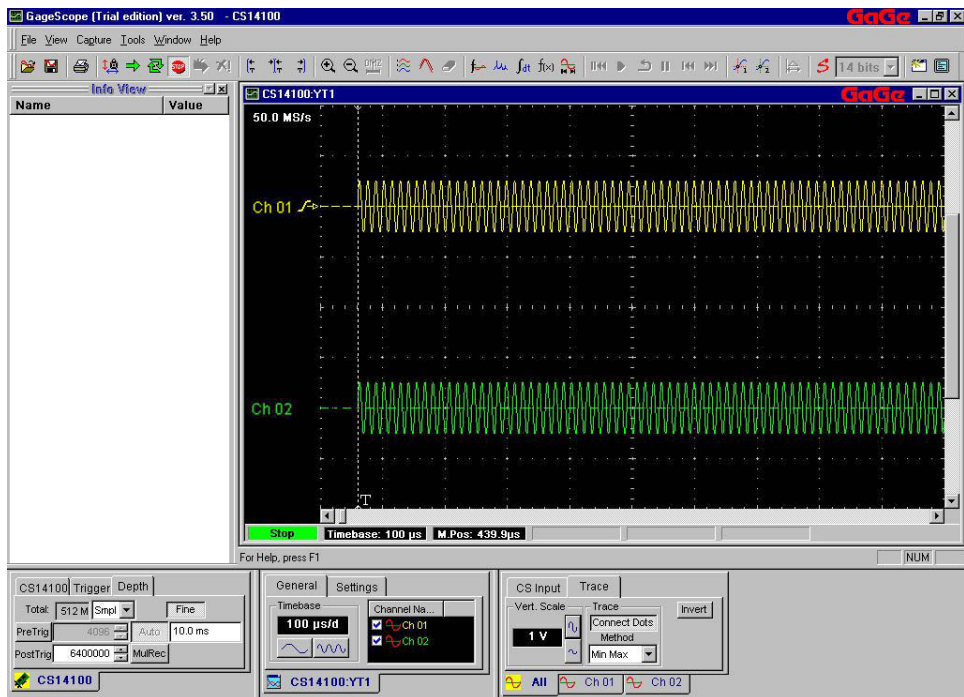 GageScope (Trial edition) ver. 3.50 - CS14100
GaGe
File View Capture Tools Window Help
14 bits
Info View
Name Value
CS14100:YT1
GaGe
50.0 MS/s
Ch 01
Ch 02
T
Stop Timebase: 100 µs M.Pos: 439.9µs
For Help, press F1
NUM
CS14100 Trigger Depth
Total: 512 M Smpl Fine
PreTrig 4096 Auto 10.0 ms
PostTrig 6400000 MulRec
CS14100
General Settings
Timebase
100 µs/d
Channel Na...
Ch 01
Ch 02
CS14100:YT1
CS Input Trace
Vert. Scale
1 V
Trace
Connect Dots
Method
Min Max
Invert
All Ch 01 Ch 02